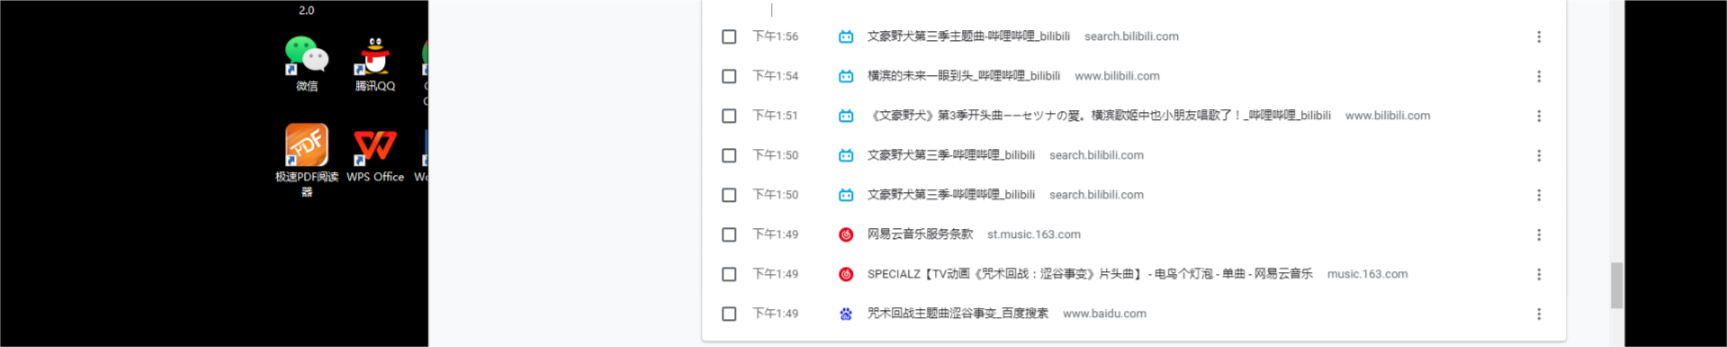 2.0
微信
腾讯QQ
极速PDF阅读
器
WPS Office
下午1:56 文豪野犬第三季主题曲-哔哩哔哩_bilibili search.bilibili.com
下午1:54 横滨的未来一眼到头_哔哩哔哩_bilibili www.bilibili.com
下午1:51 《文豪野犬》第3季开头曲——セツナの愛。横滨歌姬中也小朋友唱歌了！_哔哩哔哩_bilibili www.bilibili.com
下午1:50 文豪野犬第三季-哔哩哔哩_bilibili search.bilibili.com
下午1:50 文豪野犬第三季-哔哩哔哩_bilibili search.bilibili.com
下午1:49 网易云音乐服务条款 st.music.163.com
下午1:49 SPECIALZ【TV动画《咒术回战：涩谷事变》片头曲】 - 电鸟个灯泡 - 单曲 - 网易云音乐 music.163.com
下午1:49 咒术回战主题曲涩谷事变_百度搜索 www.baidu.com